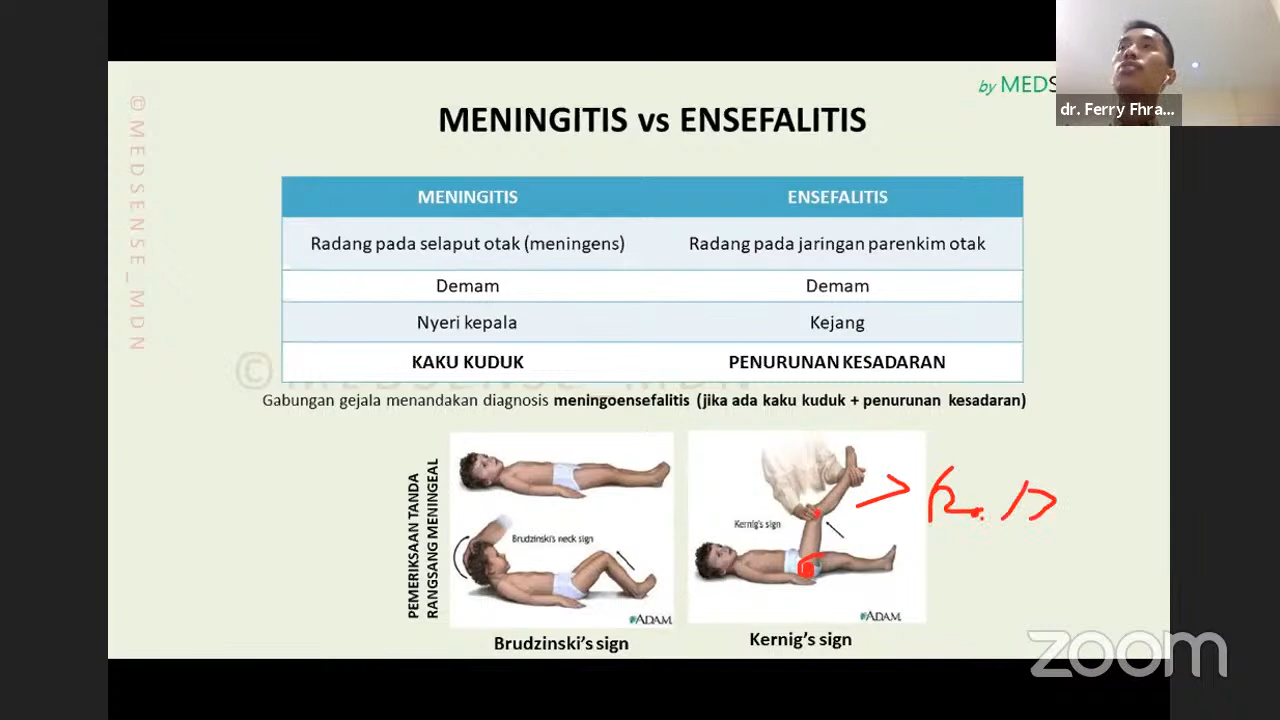 by MEDS
dr. Ferry Fhra...
©MEDSENSE_MDN
MENINGITIS vs ENSEFALITIS
MENINGITIS ENSEFALITIS
Radang pada selaput otak (meningens) Radang pada jaringan parenkim otak
Demam Demam
Nyeri kepala Kejang
KAKU KUDUK PENURUNAN KESADARAN
Gabungan gejala menandakan diagnosis meningoensefalitis (jika ada kaku kuduk + penurunan kesadaran)
PEMERIKSAAN TANDA
RANGSANG MENINGEAL
Brudzinski's neck sign
Kernig's sign
ADAM.
ADAM.
Brudzinski's sign
Kernig's sign
zoom